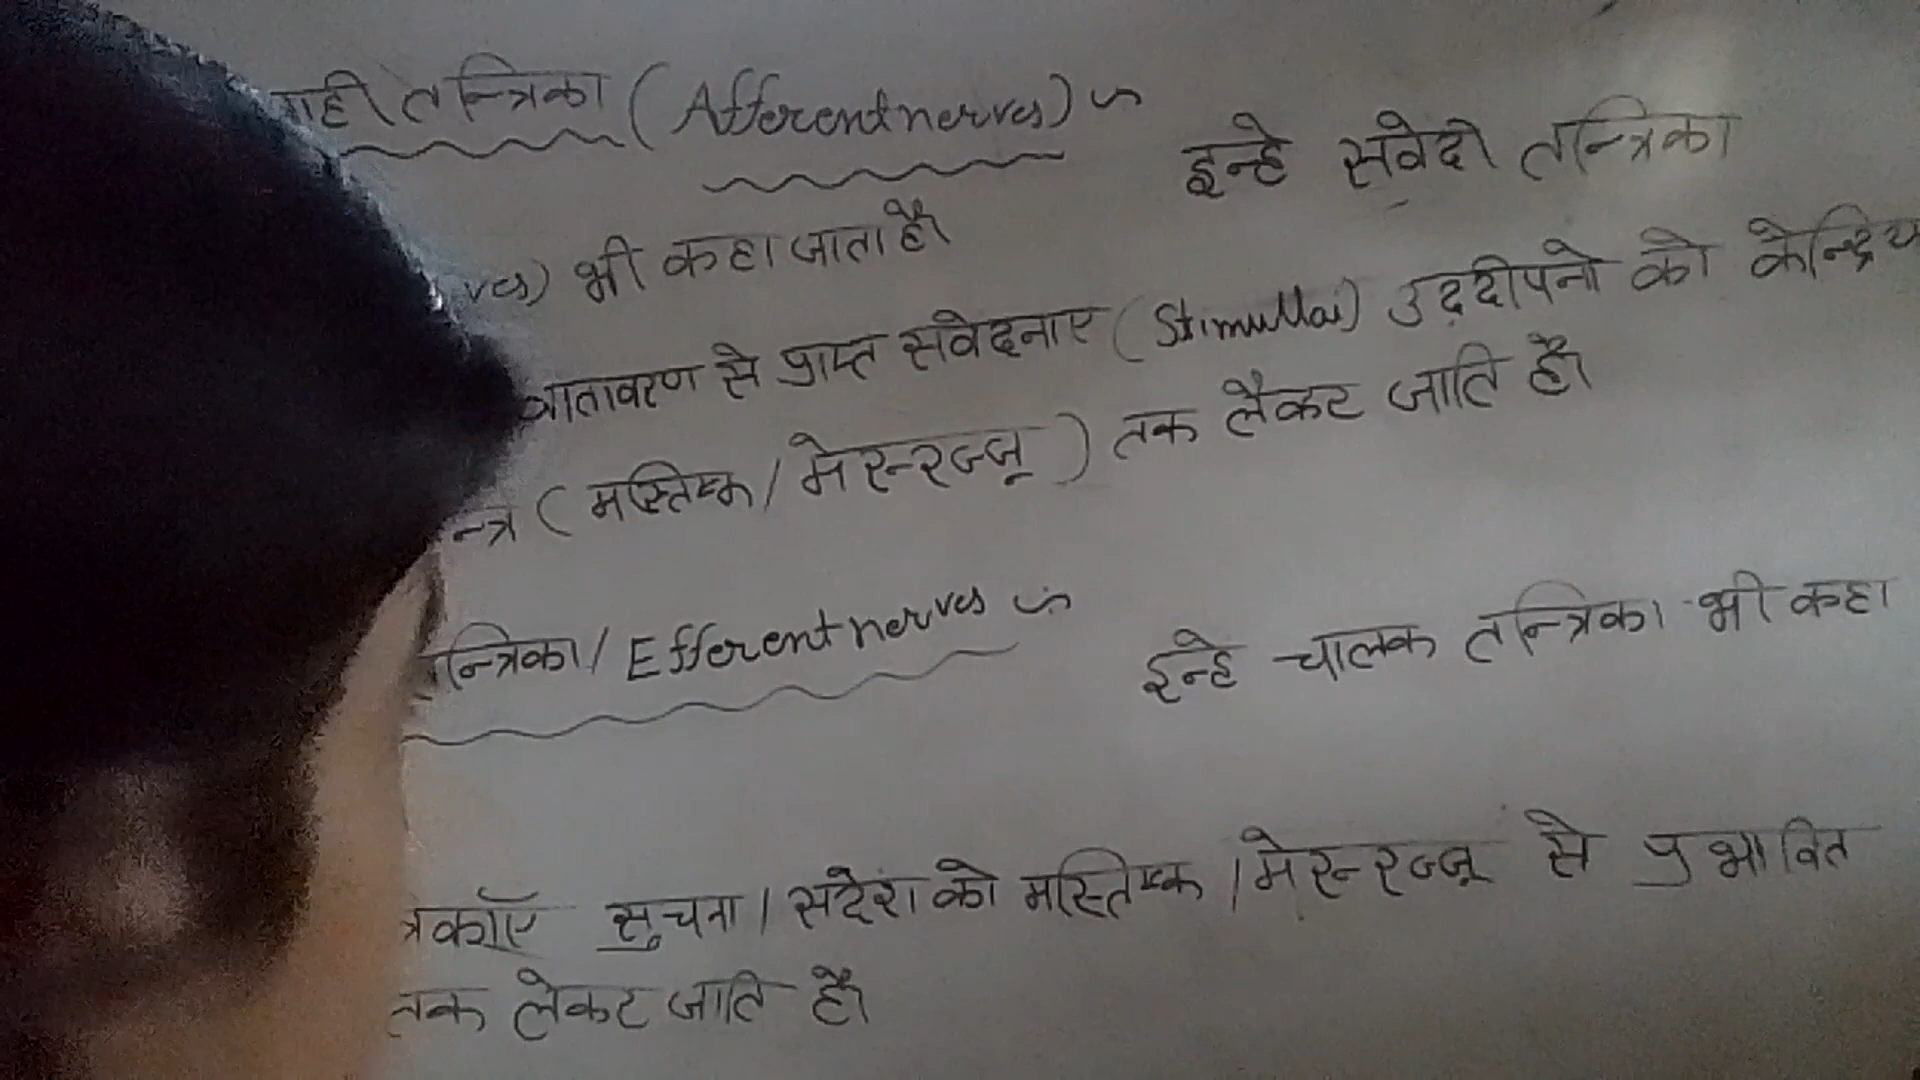 ाही तन्त्रिका (Afferent nerves)
इन्हे संवेदी तन्त्रिका
ves) भी कहा जाता है।
वातावरण से प्राप्त संवेदनाए (Stimullai) उद्दीपनो को केन्द्रिय
न्त्र (मस्तिष्क/मेरुरज्जू) तक लेकर जाति है।
न्त्रिका/Efferent nerves
इन्हे चालक तन्त्रिका भी कहा
त्रिकाएँ सुचना/संदेश को मस्तिष्क/मेरुरज्जू से प्रभावित
तक लेकर जाति है।